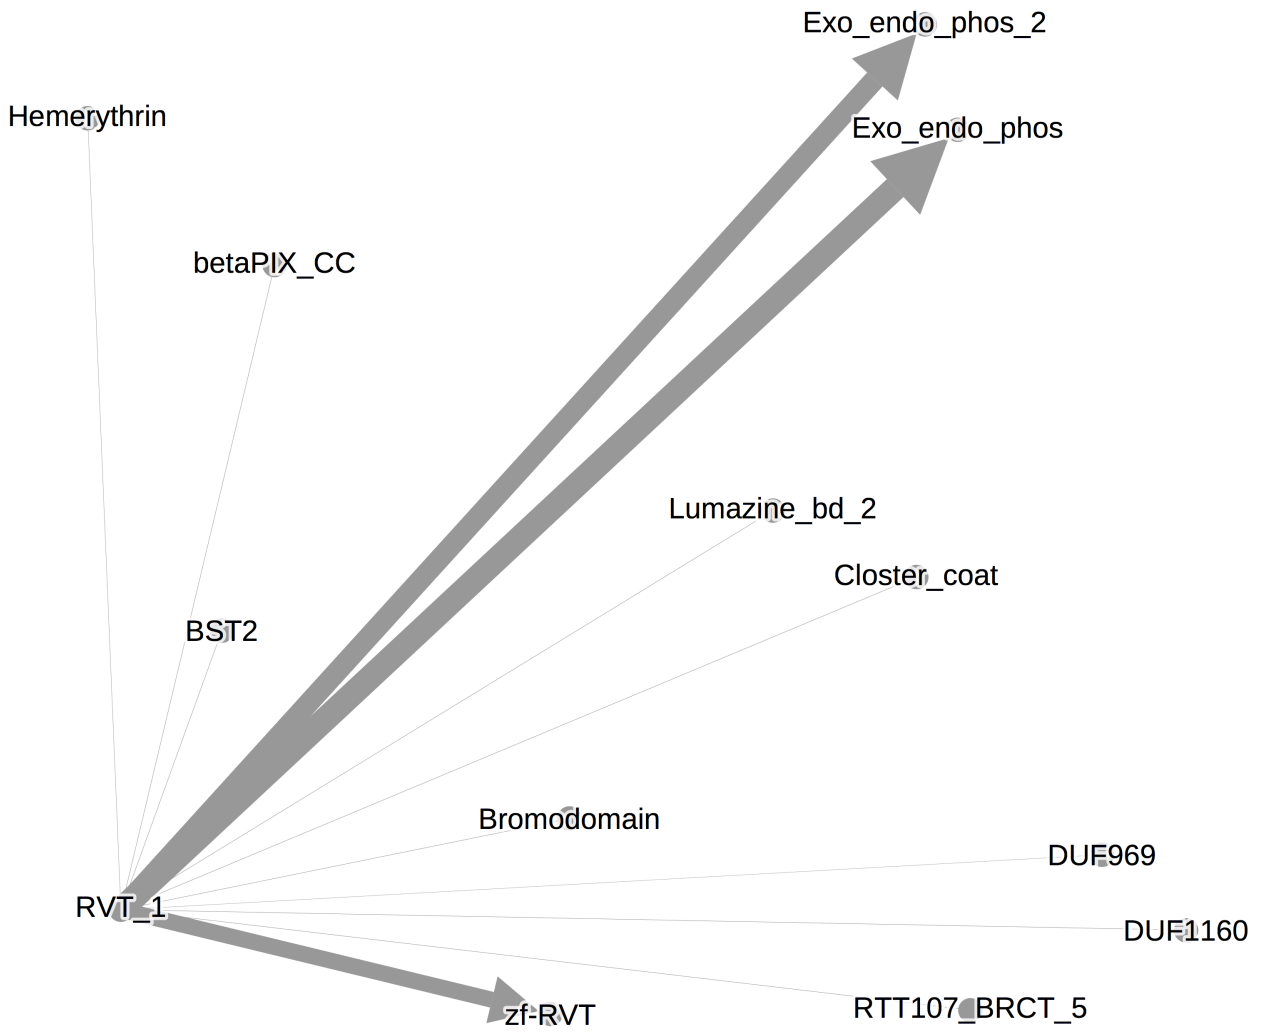 Exo_endo_phos_2
Hemerythrin
Exo_endo_phos
betaPIX_CC
Lumazine_bd_2
Closter_coat
BST2
Bromodomain
DUF969
RVT_1
DUF1160
RTT107_BRCT_5
zf-RVT